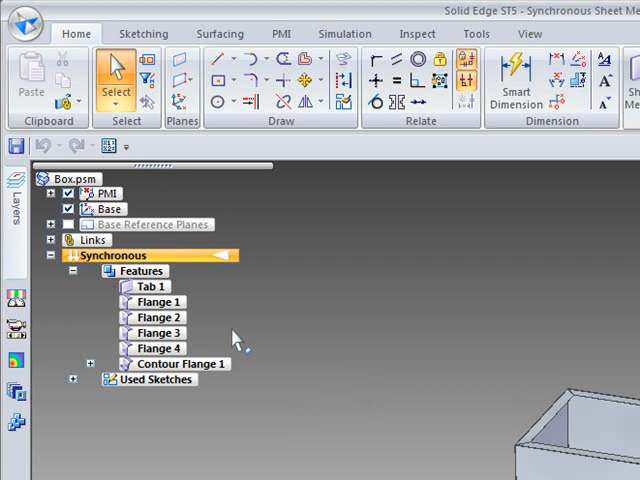 Solid Edge ST5 - Synchronous Sheet Me
Home Sketching Surfacing PMI Simulation Inspect Tools View
Paste
Select
Smart
Dimension
Sh
Me
Clipboard Select Planes Draw Relate Dimension
Layers
Box.psm
PMI
Base
Base Reference Planes
Links
Synchronous
Features
Tab 1
Flange 1
Flange 2
Flange 3
Flange 4
Contour Flange 1
Used Sketches